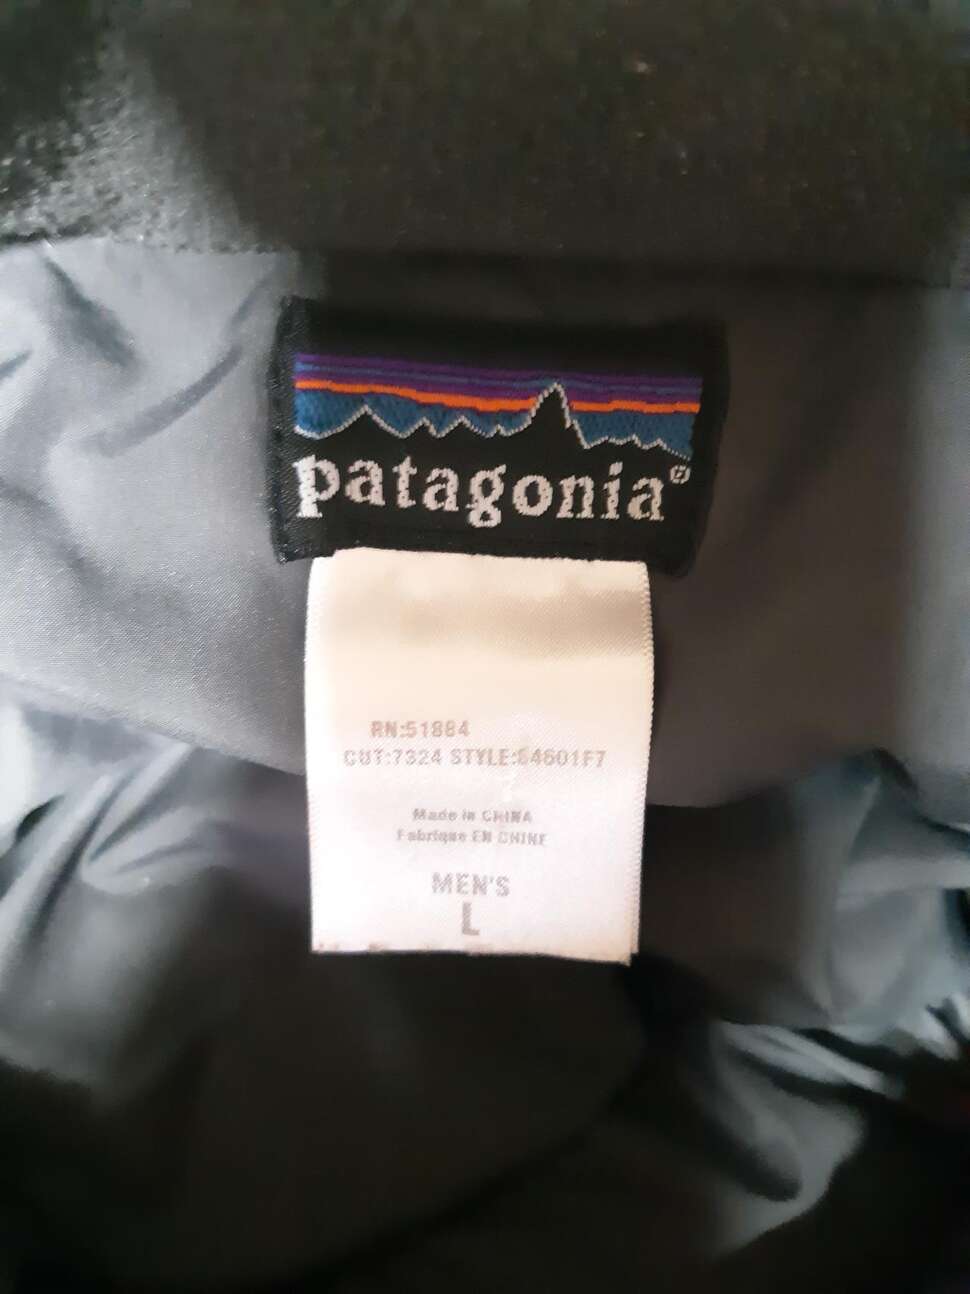 patagonia®
RN:51884
CUT:7324 STYLE:84601F7
Made in CHINA
Fabriqué EN CHINE
MEN'S
L